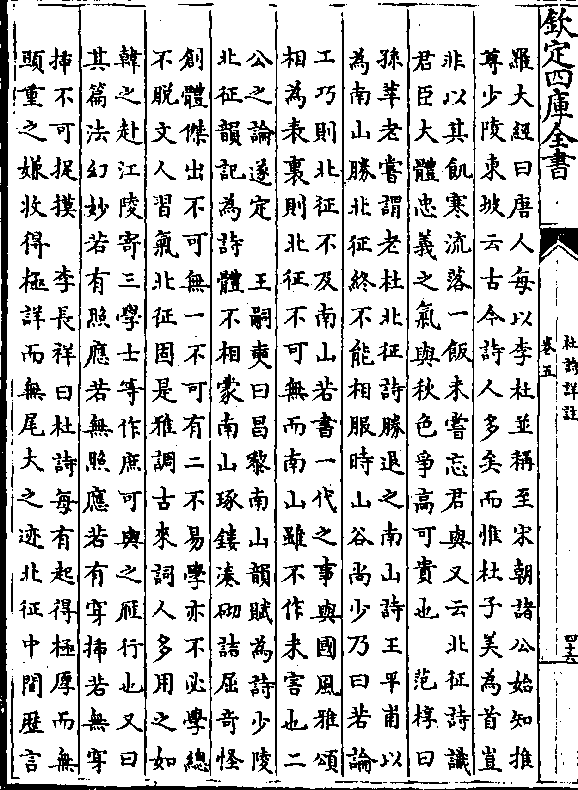 欽定四庫全書
杜詩詳註
卷五
四十六
羅大經曰唐人每以李杜並稱至宋朝諸公始知推
尊少陵東坡云古今詩人多矣而惟杜子美為首豈
非以其飢寒流落一飯未嘗忘君與又云北征詩識
君臣大體忠義之氣與秋色爭高可貴也　范梈曰
孫莘老嘗謂老杜北征詩勝退之南山詩王平甫以
為南山勝北征終不能相服時山谷尚少乃曰若論
工巧則北征不及南山若書一代之事與國風雅頌
相為表裏則北征不可無而南山雖不作未害也二
公之論遂定　王嗣奭曰昌黎南山韻賦為詩少陵
北征韻記為詩體不相蒙南山琢鏤湊砌詰屈奇怪
創體傑出不可無一不可有二不易學亦不必學總
不脫文人習氣北征固是雅調古來詞人多用之如
韓之赴江陵寄三學士等作庶可與之雁行也又曰
其篇法幻妙若有照應若無照應若有穿插若無穿
插不可捉摸　李長祥曰杜詩每有起得極厚而無
頭重之嫌收得極詳而無尾大之迹北征中間歷言